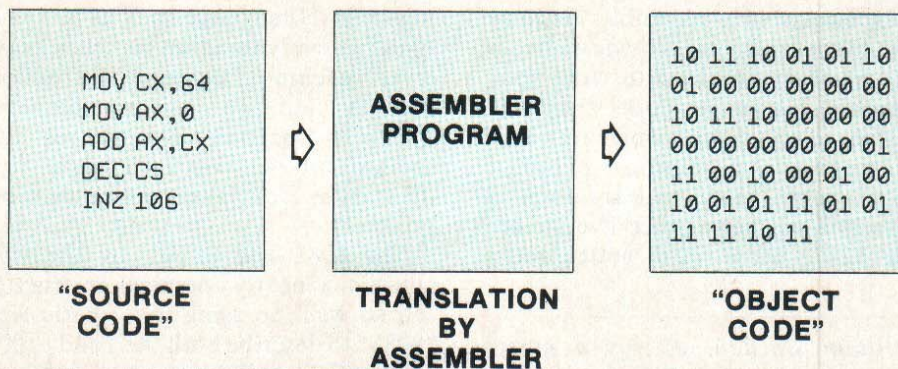 MOV CX,64
MOV AX,0
ADD AX,CX
DEC CS
INZ 106
ASSEMBLER
PROGRAM
10 11 10 01 01 10
01 00 00 00 00 00
10 11 10 00 00 00
00 00 00 00 00 01
11 00 10 00 01 00
10 01 01 11 01 01
11 11 10 11
"SOURCE
CODE"
TRANSLATION
BY
ASSEMBLER
"OBJECT
CODE"